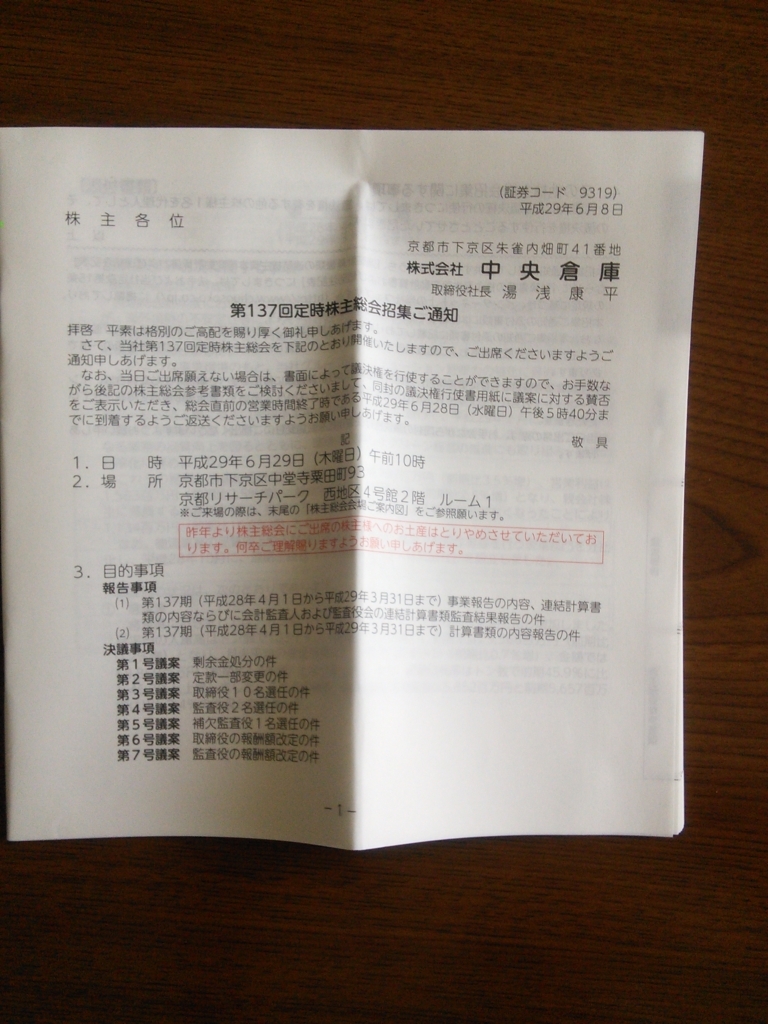 (証券コード 9319)
平成29年6月8日
株主各位
京都市下京区朱雀内畑町41番地
株式会社 中央倉庫
取締役社長 湯浅康平
第137回定時株主総会招集ご通知
拝啓 平素は格別のご高配を賜り厚く御礼申しあげます。
さて、当社第137回定時株主総会を下記のとおり開催いたしますので、ご出席くださいますようご
通知申しあげます。
なお、当日ご出席願えない場合は、書面によって議決権を行使することができますので、お手数な
がら後記の株主総会参考書類をご検討くださいまして、同封の議決権行使書用紙に議案に対する賛否
をご表示いただき、総会直前の営業時間終了時である平成29年6月28日(水曜日)午後5時40分ま
でに到着するようご返送くださいますようお願い申しあげます。
敬具
記
1. 日 時 平成29年6月29日(木曜日)午前10時
2. 場 所 京都市下京区中堂寺粟田町93
京都リサーチパーク 西地区4号館2階 ルーム1
※ご来場の際は、末尾の「株主総会会場ご案内図」をご参照願います。
昨年より株主総会にご出席の株主様へのお土産はとりやめさせていただいてお
ります。何卒ご理解賜りますようお願い申しあげます。
3. 目的事項
報告事項
(1) 第137期(平成28年4月1日から平成29年3月31日まで)事業報告の内容、連結計算書
類の内容ならびに会計監査人および監査役会の連結計算書類監査結果報告の件
(2) 第137期(平成28年4月1日から平成29年3月31日まで)計算書類の内容報告の件
決議事項
第1号議案 剰余金処分の件
第2号議案 定款一部変更の件
第3号議案 取締役10名選任の件
第4号議案 監査役2名選任の件
第5号議案 補欠監査役1名選任の件
第6号議案 取締役の報酬額改定の件
第7号議案 監査役の報酬額改定の件
-1-